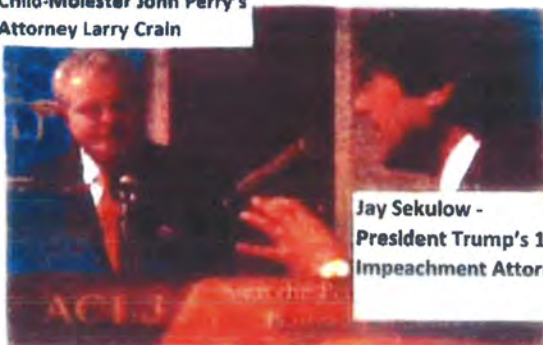 Child-Molester John Perry's
Attorney Larry Crain
Jay Sekulow -
President Trump's 1
Impeachment Attor
ACLJ